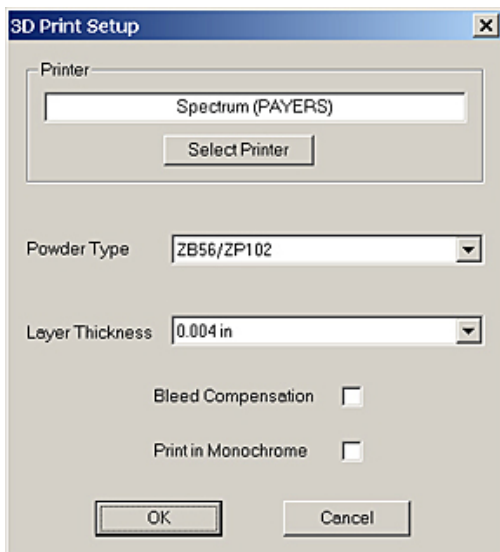 3D Print Setup
Printer
Spectrum (PAYERS)
Select Printer
Powder Type ZB56/ZP102
Layer Thickness 0.004 in
Bleed Compensation
Print in Monochrome
OK Cancel